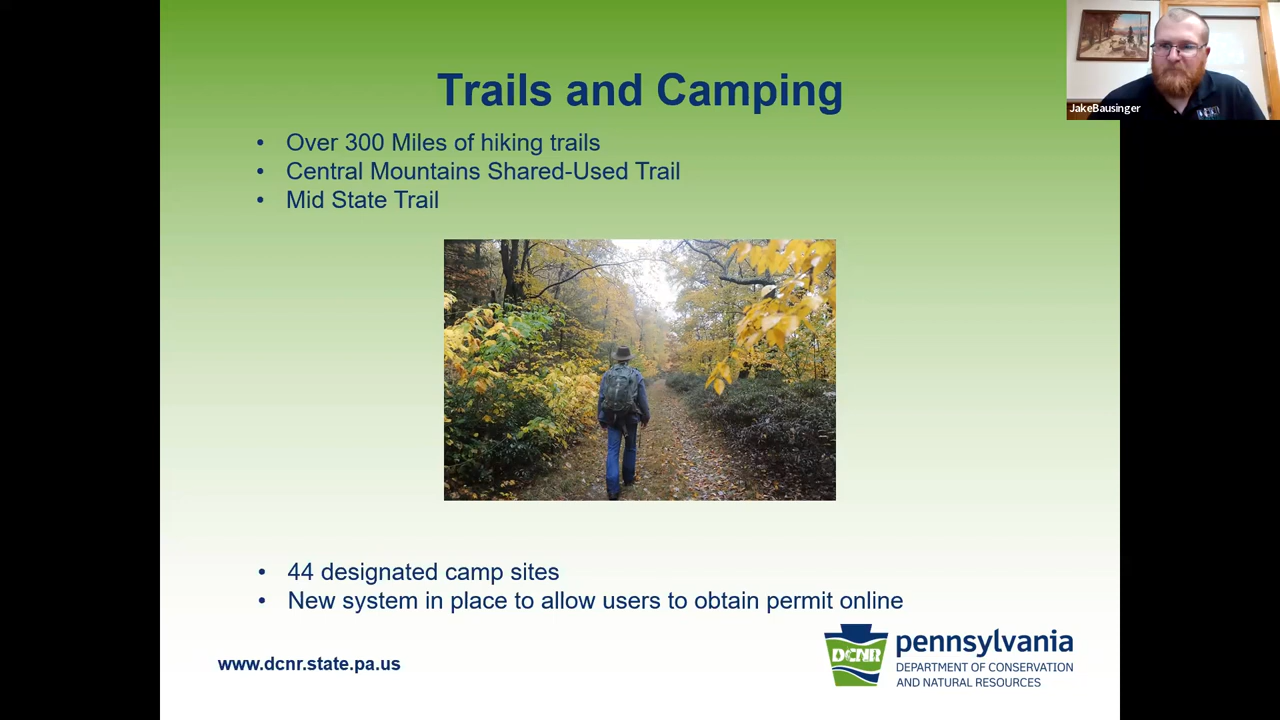 Trails and Camping
• Over 300 Miles of hiking trails
• Central Mountains Shared-Used Trail
• Mid State Trail
• 44 designated camp sites
• New system in place to allow users to obtain permit online
www.dcnr.state.pa.us
DCNR
pennsylvania
DEPARTMENT OF CONSERVATION
AND NATURAL RESOURCES
JakeBausinger